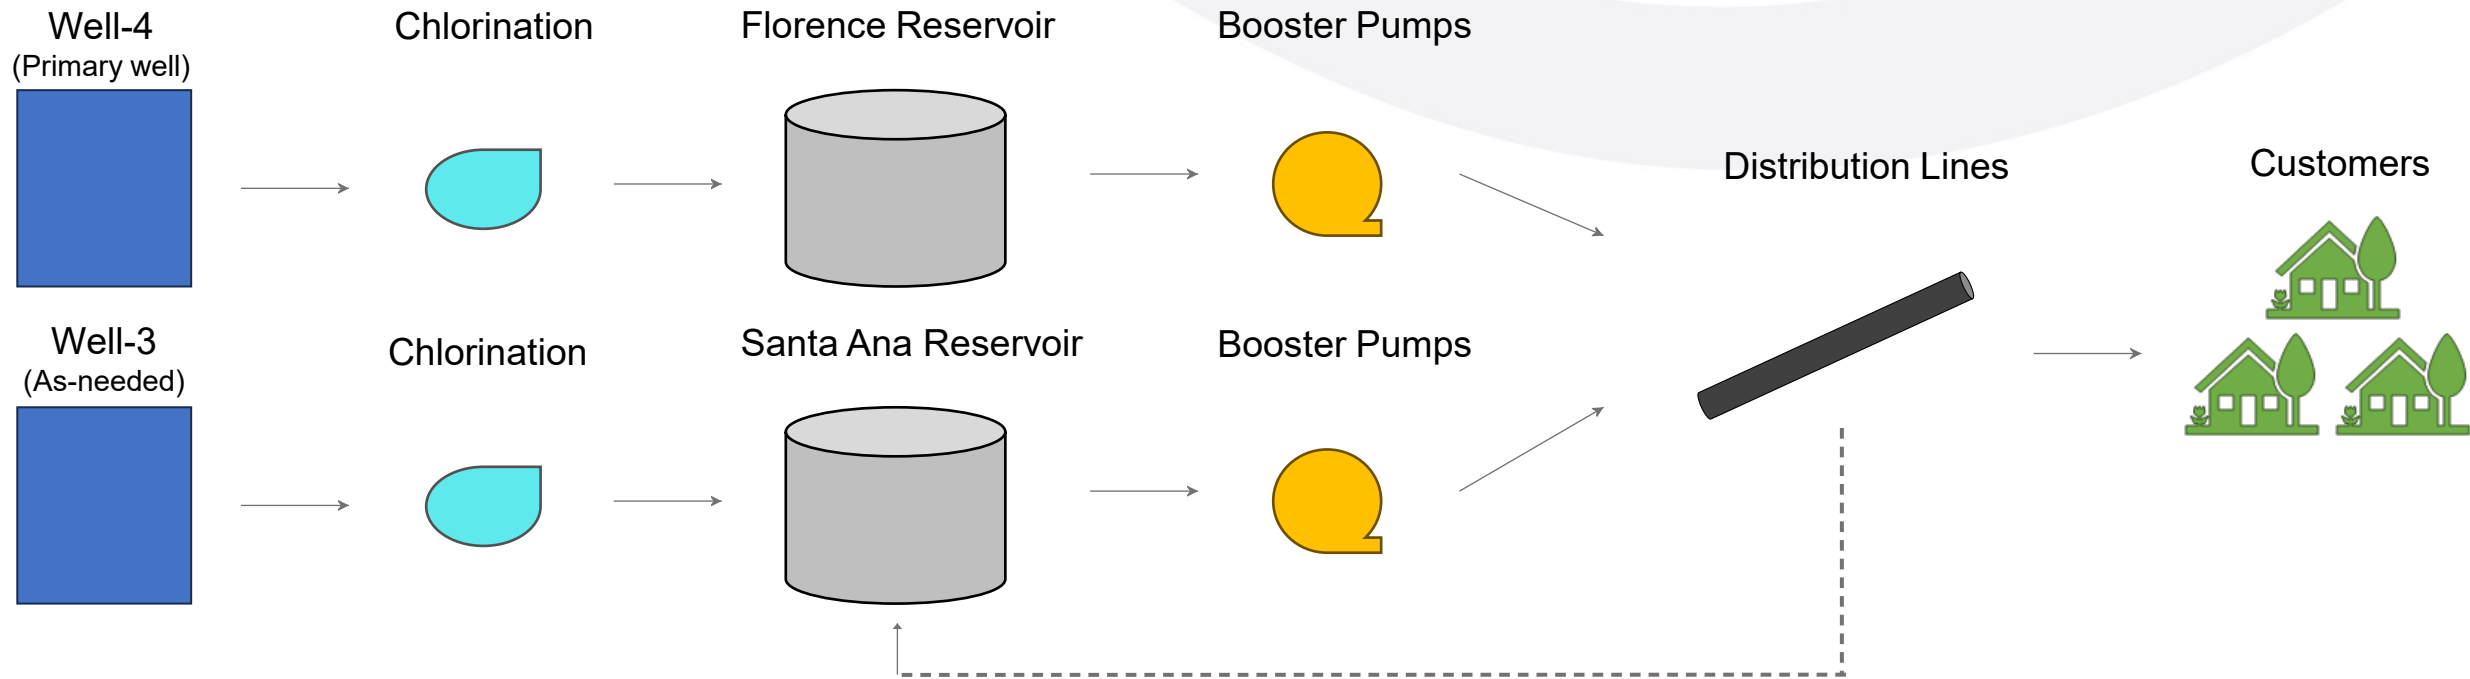 Well-4
(Primary well)
Chlorination
Florence Reservoir
Booster Pumps
Distribution Lines
Customers
Well-3
(As-needed)
Chlorination
Santa Ana Reservoir
Booster Pumps